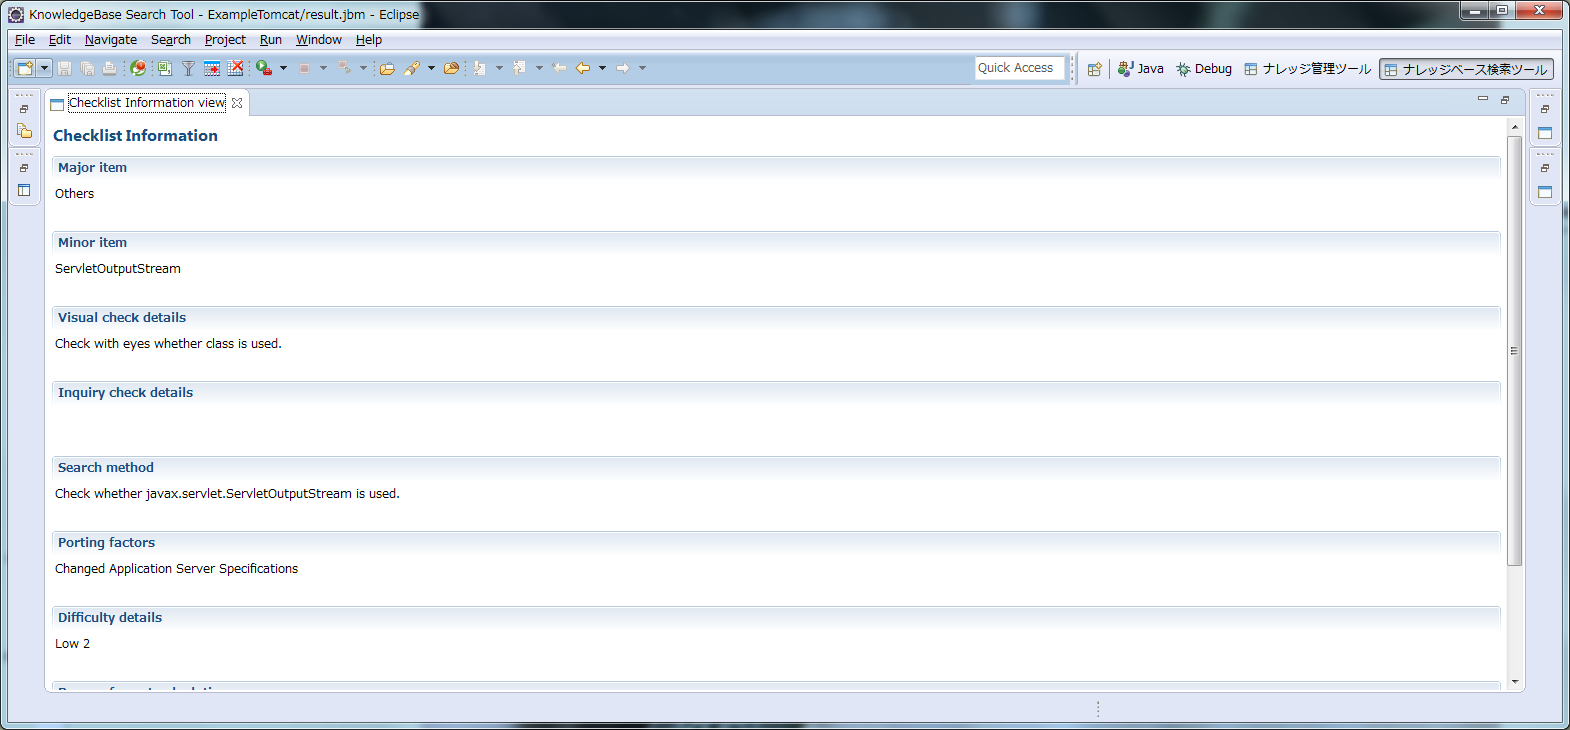 KnowledgeBase Search Tool - ExampleTomcat/result.jbm - Eclipse
File Edit Navigate Search Project Run Window Help
Quick Access Java Debug ナレッジ管理ツール ナレッジベース検索ツール
Checklist Information view
Checklist Information
Major item
Others
Minor item
ServletOutputStream
Visual check details
Check with eyes whether class is used.
Inquiry check details
Search method
Check whether javax.servlet.ServletOutputStream is used.
Porting factors
Changed Application Server Specifications
Difficulty details
Low 2